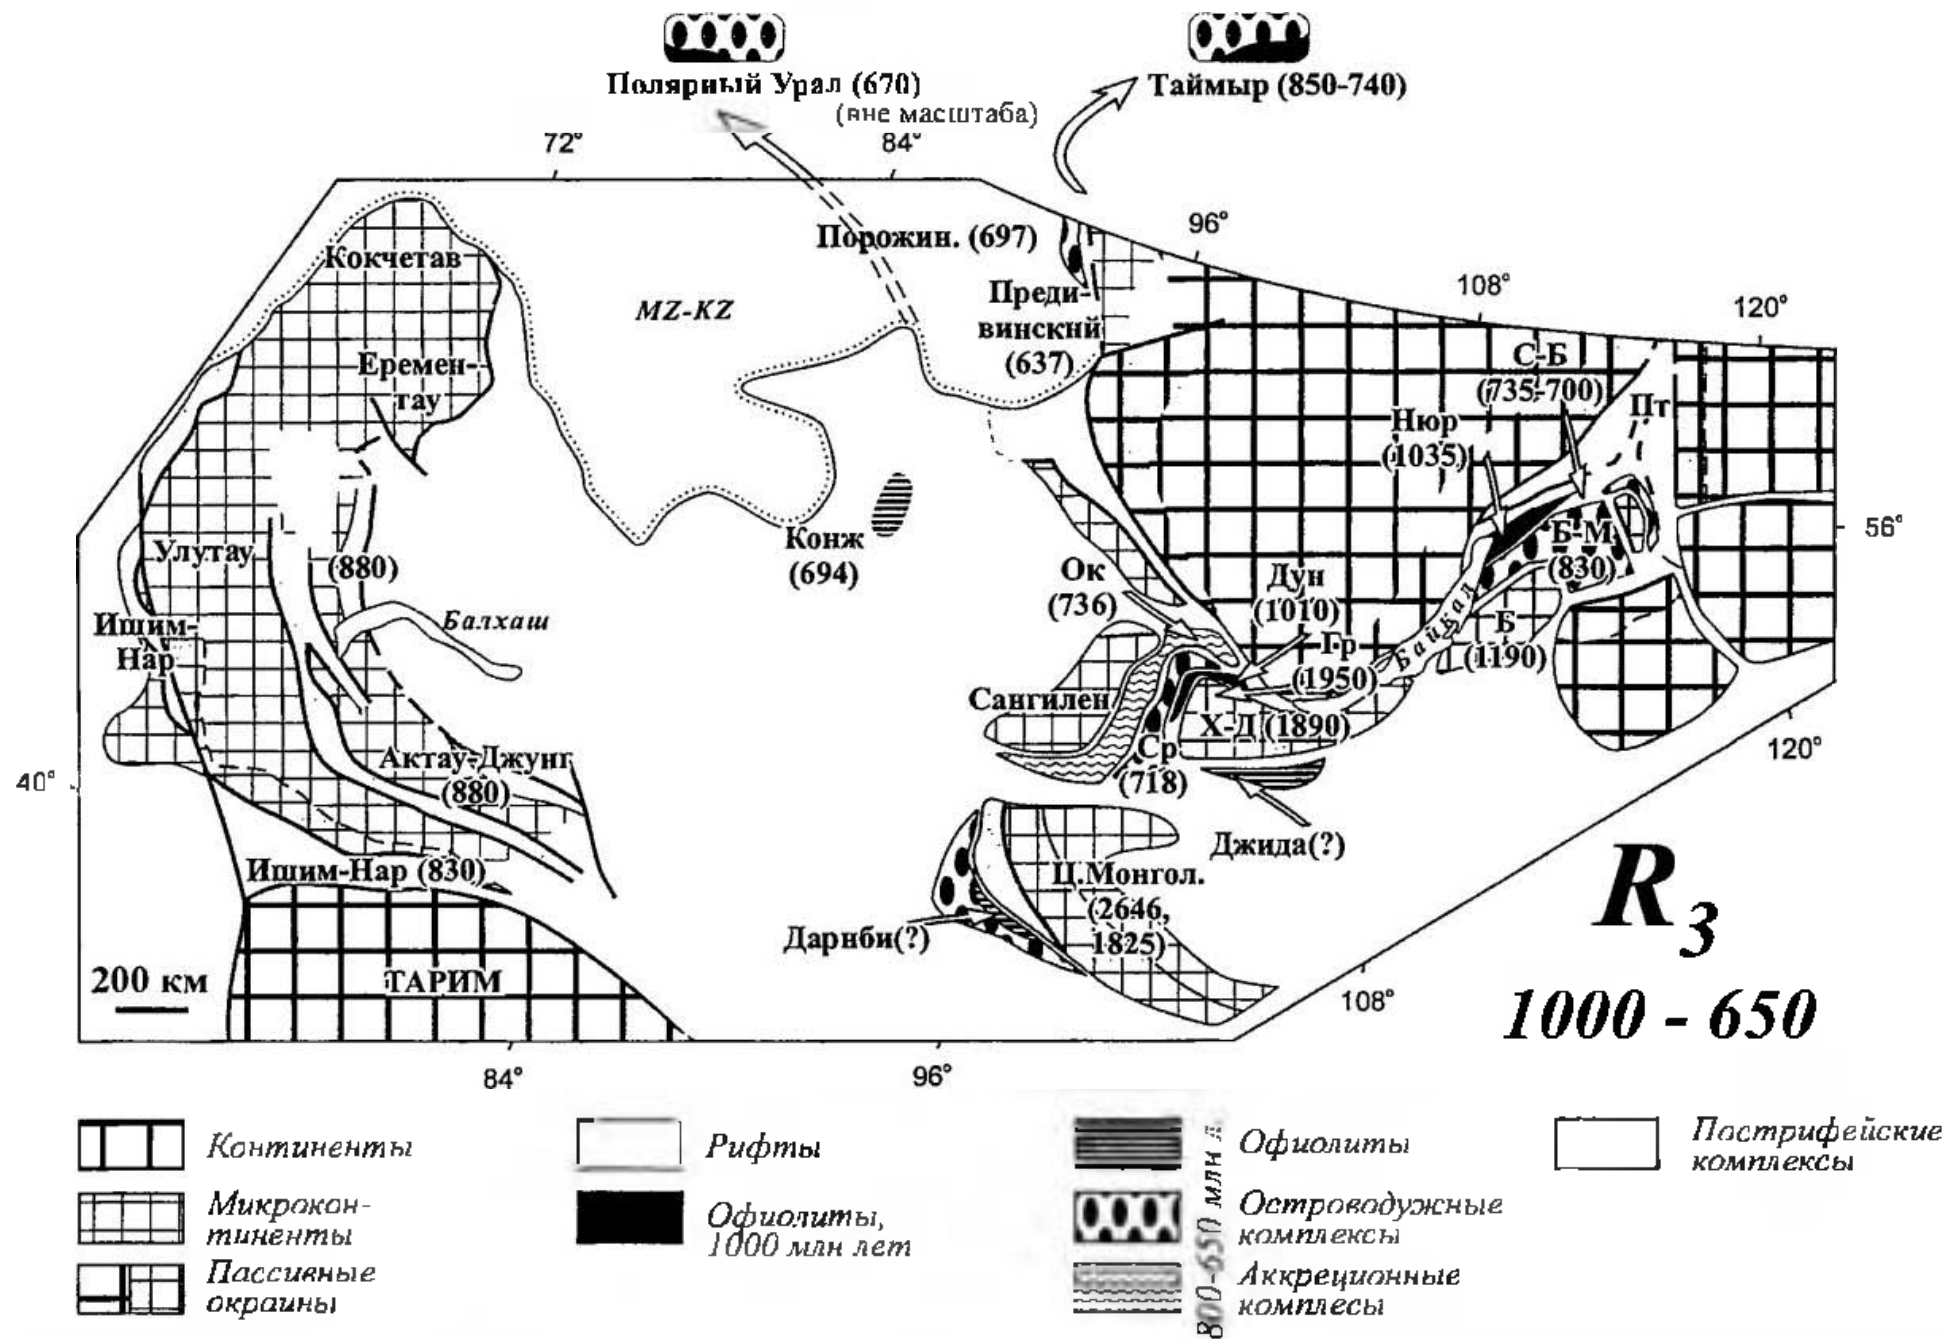 Полярный Урал (670)
(вне масштаба)
Таймыр (850-740)
72°
84°
96°
108°
120°
Порожин. (697)
Кокчетав
MZ-KZ
Преди-
винский
(637)
Еремен-
тау
С-Б
(735-700)
Пт
Нюр
(1035)
56°
Конж
(694)
Улутау
(880)
Б-М
(830)
Ок
(736)
Дун
(1010)
Балхаш
Байкал
Б
(1190)
Ишим-
Нар
Гр
(1950)
Сангилен
Х-Д (1890)
Ср
(718)
120°
Актау-Джунг
(880)
40°
Джида(?)
Ишим-Нар (830)
Ц.Монгол.
(2646,
1825)
Дарнби(?)
R3
ТАРИМ
200 км
108°
1000 - 650
84°
96°
Континенты
Микрокон-
тиненты
Пассивные
окраины
Рифты
Офиолиты,
1000 млн лет
800-650 млн л.
Офиолиты
Островодужные
комплексы
Аккреционные
комплесы
Пострифейские
комплексы